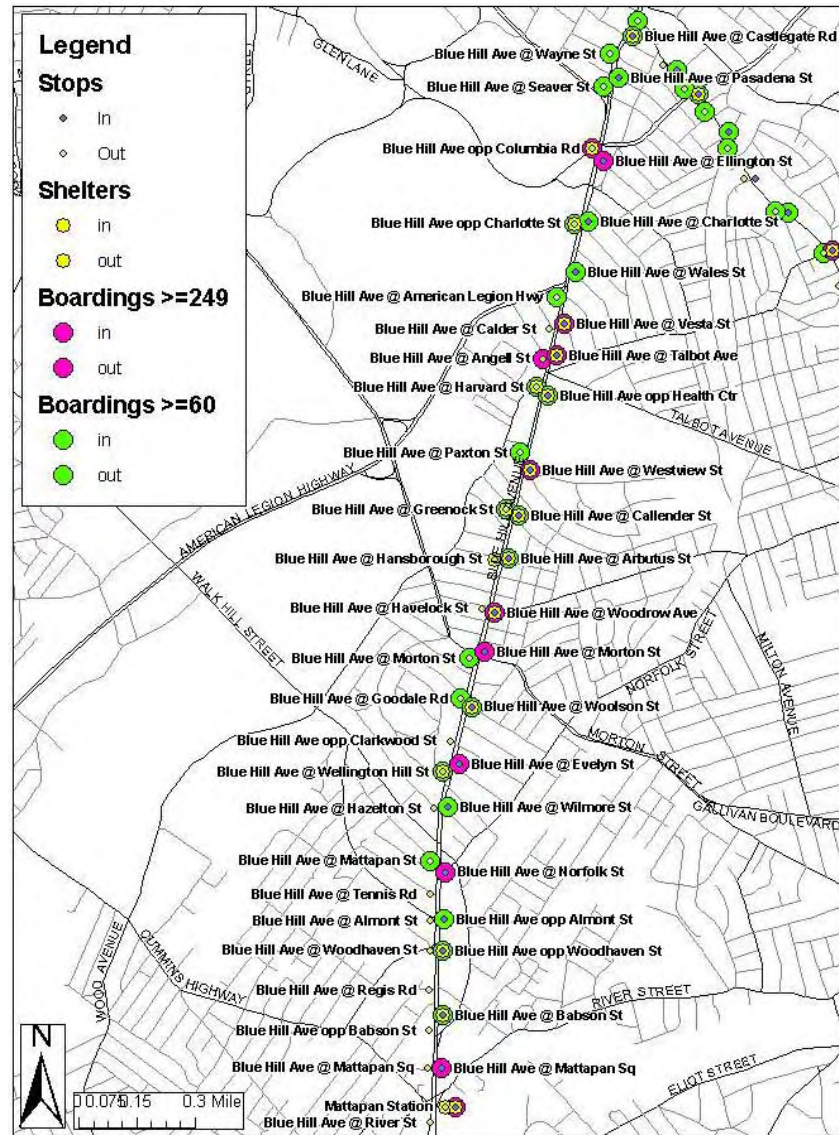 Legend
Stops
In
Out
Shelters
in
out
Boardings >=249
in
out
Boardings >=60
in
out
GLENLANE
Blue Hill Ave @ Castlegate Rd
Blue Hill Ave @ Wayne St
Blue Hill Ave @ Pasadena St
Blue Hill Ave @ Seaver St
Blue Hill Ave opp Columbia Rd
Blue Hill Ave @ Ellington St
Blue Hill Ave opp Charlotte St
Blue Hill Ave @ Charlotte St
Blue Hill Ave @ Wales St
Blue Hill Ave @ American Legion Hwy
Blue Hill Ave @ Vesta St
Blue Hill Ave @ Calder St
Blue Hill Ave @ Talbot Ave
Blue Hill Ave @ Angell St
Blue Hill Ave @ Harvard St
Blue Hill Ave opp Health Ctr
TALBOT AVENUE
Blue Hill Ave @ Paxton St
Blue Hill Ave @ Westview St
AMERICAN LEGION HIGHWAY
BLUE HILL AVENUE
Blue Hill Ave @ Greenock St
Blue Hill Ave @ Callender St
Blue Hill Ave @ Hansborough St
Blue Hill Ave @ Arbutus St
WALK HILL STREET
Blue Hill Ave @ Havelock St
Blue Hill Ave @ Woodrow Ave
Blue Hill Ave @ Morton St
Blue Hill Ave @ Morton St
NORFOLK STREET
MILTON AVENUE
Blue Hill Ave @ Goodale Rd
Blue Hill Ave @ Woolson St
MORTON STREET
Blue Hill Ave opp Clarkwood St
Blue Hill Ave @ Evelyn St
Blue Hill Ave @ Wellington Hill St
GALLIVAN BOULEVARD
Blue Hill Ave @ Hazelton St
Blue Hill Ave @ Wilmore St
Blue Hill Ave @ Mattapan St
Blue Hill Ave @ Norfolk St
Blue Hill Ave @ Tennis Rd
Blue Hill Ave @ Almont St
Blue Hill Ave opp Almont St
Blue Hill Ave @ Woodhaven St
Blue Hill Ave opp Woodhaven St
WOOD AVENUE
CUMMINS HIGHWAY
Blue Hill Ave @ Regis Rd
RIVER STREET
Blue Hill Ave @ Babson St
Blue Hill Ave opp Babson St
Blue Hill Ave @ Mattapan Sq
Blue Hill Ave @ Mattapan Sq
ELIOT STREET
N
0 0.075 0.15 0.3 Mile
Mattapan Station
Blue Hill Ave @ River St